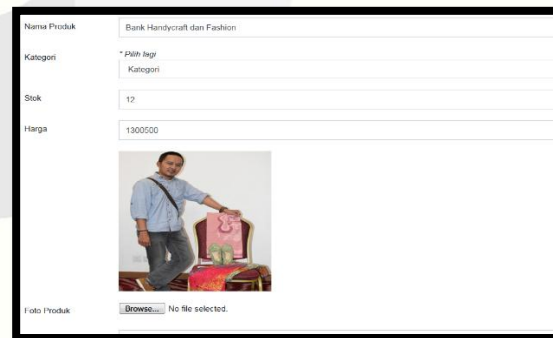 Nama Produk
Bank Handycraft dan Fashion
Kategori
* Pilih lagi
Kategori
Stok
12
Harga
1300500
Foto Produk
Browse... No file selected.